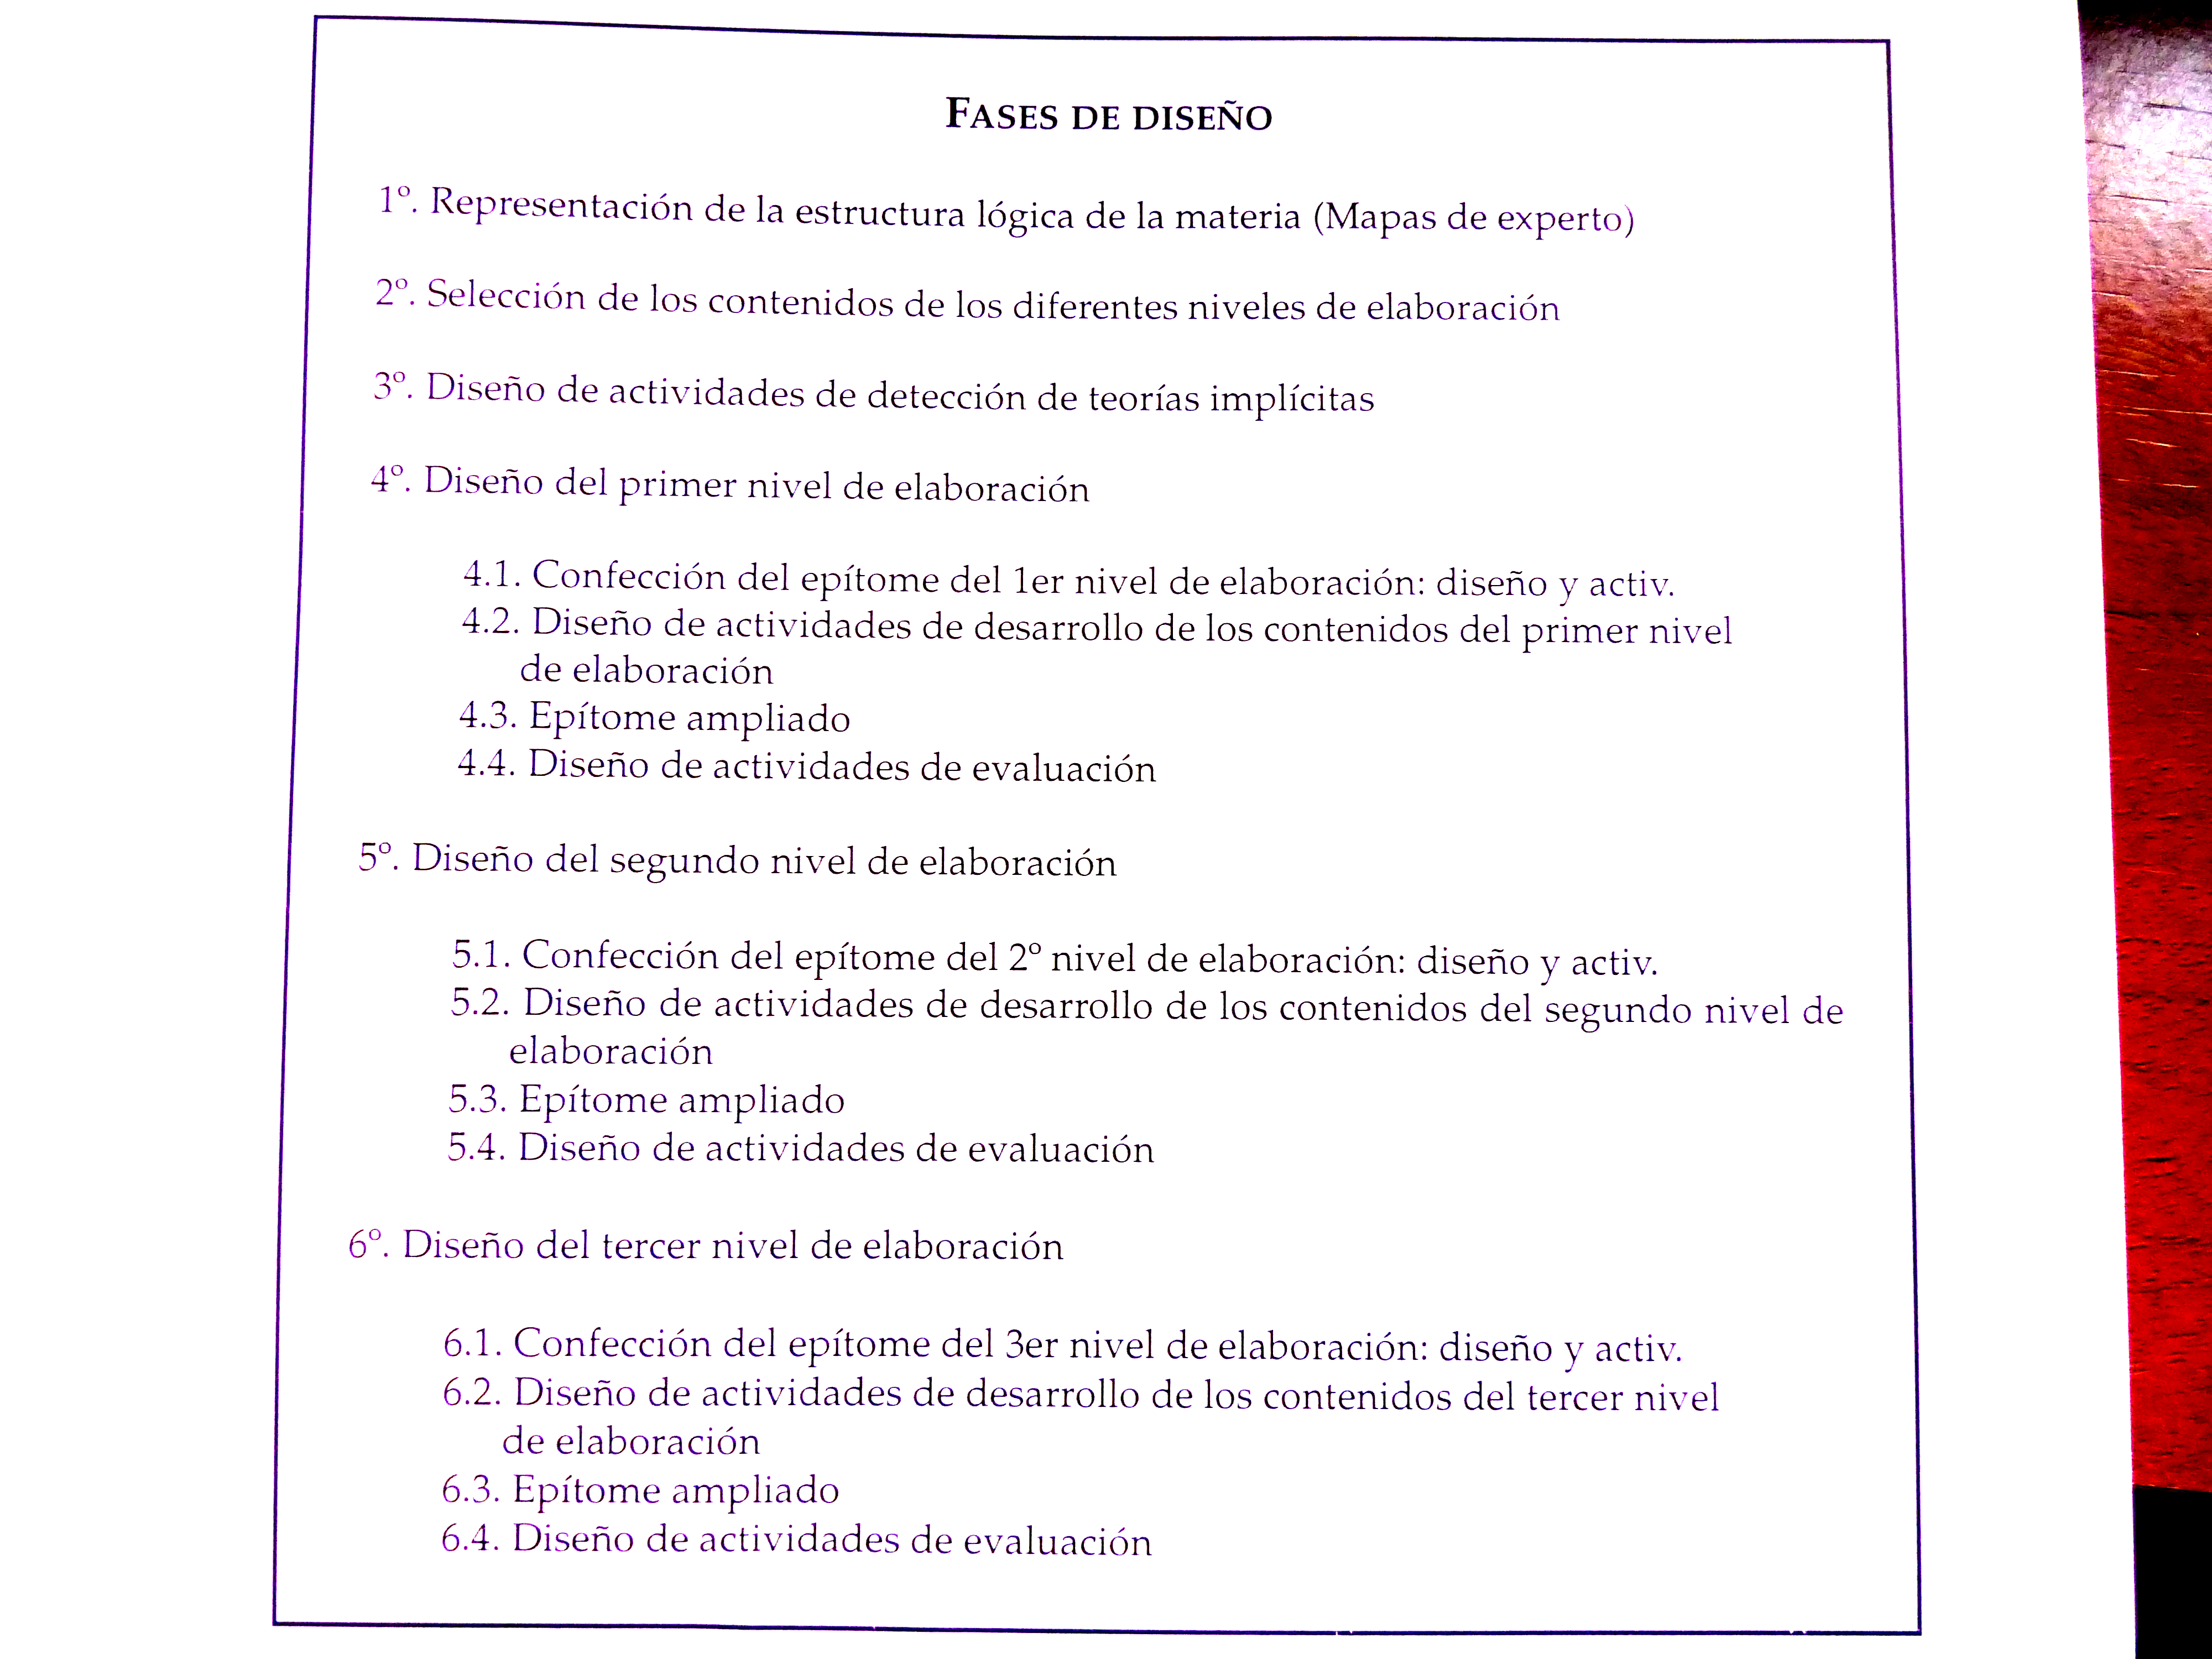 FASES DE DISEÑO
1º. Representación de la estructura lógica de la materia (Mapas de experto)
2º. Selección de los contenidos de los diferentes niveles de elaboración
3º. Diseño de actividades de detección de teorías implícitas
4º. Diseño del primer nivel de elaboración
4.1. Confección del epítome del 1er nivel de elaboración: diseño y activ.
4.2. Diseño de actividades de desarrollo de los contenidos del primer nivel
de elaboración
4.3. Epítome ampliado
4.4. Diseño de actividades de evaluación
5º. Diseño del segundo nivel de elaboración
5.1. Confección del epítome del 2º nivel de elaboración: diseño y activ.
5.2. Diseño de actividades de desarrollo de los contenidos del segundo nivel de
elaboración
5.3. Epítome ampliado
5.4. Diseño de actividades de evaluación
6º. Diseño del tercer nivel de elaboración
6.1. Confección del epítome del 3er nivel de elaboración: diseño y activ.
6.2. Diseño de actividades de desarrollo de los contenidos del tercer nivel
de elaboración
6.3. Epítome ampliado
6.4. Diseño de actividades de evaluación